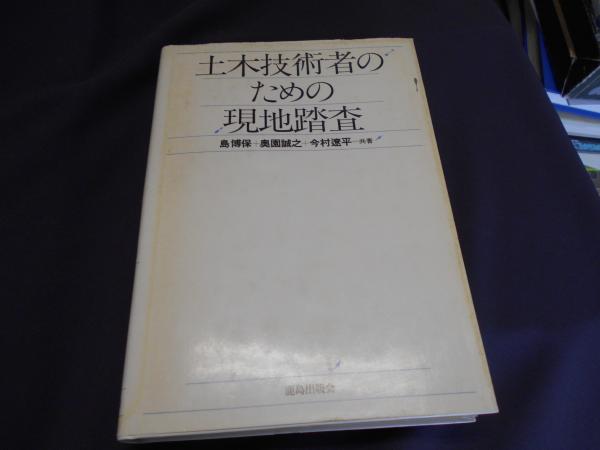 土木技術者の
ための
現地踏査
島博保+奥園誠之+今村遼平─共著
鹿島出版会